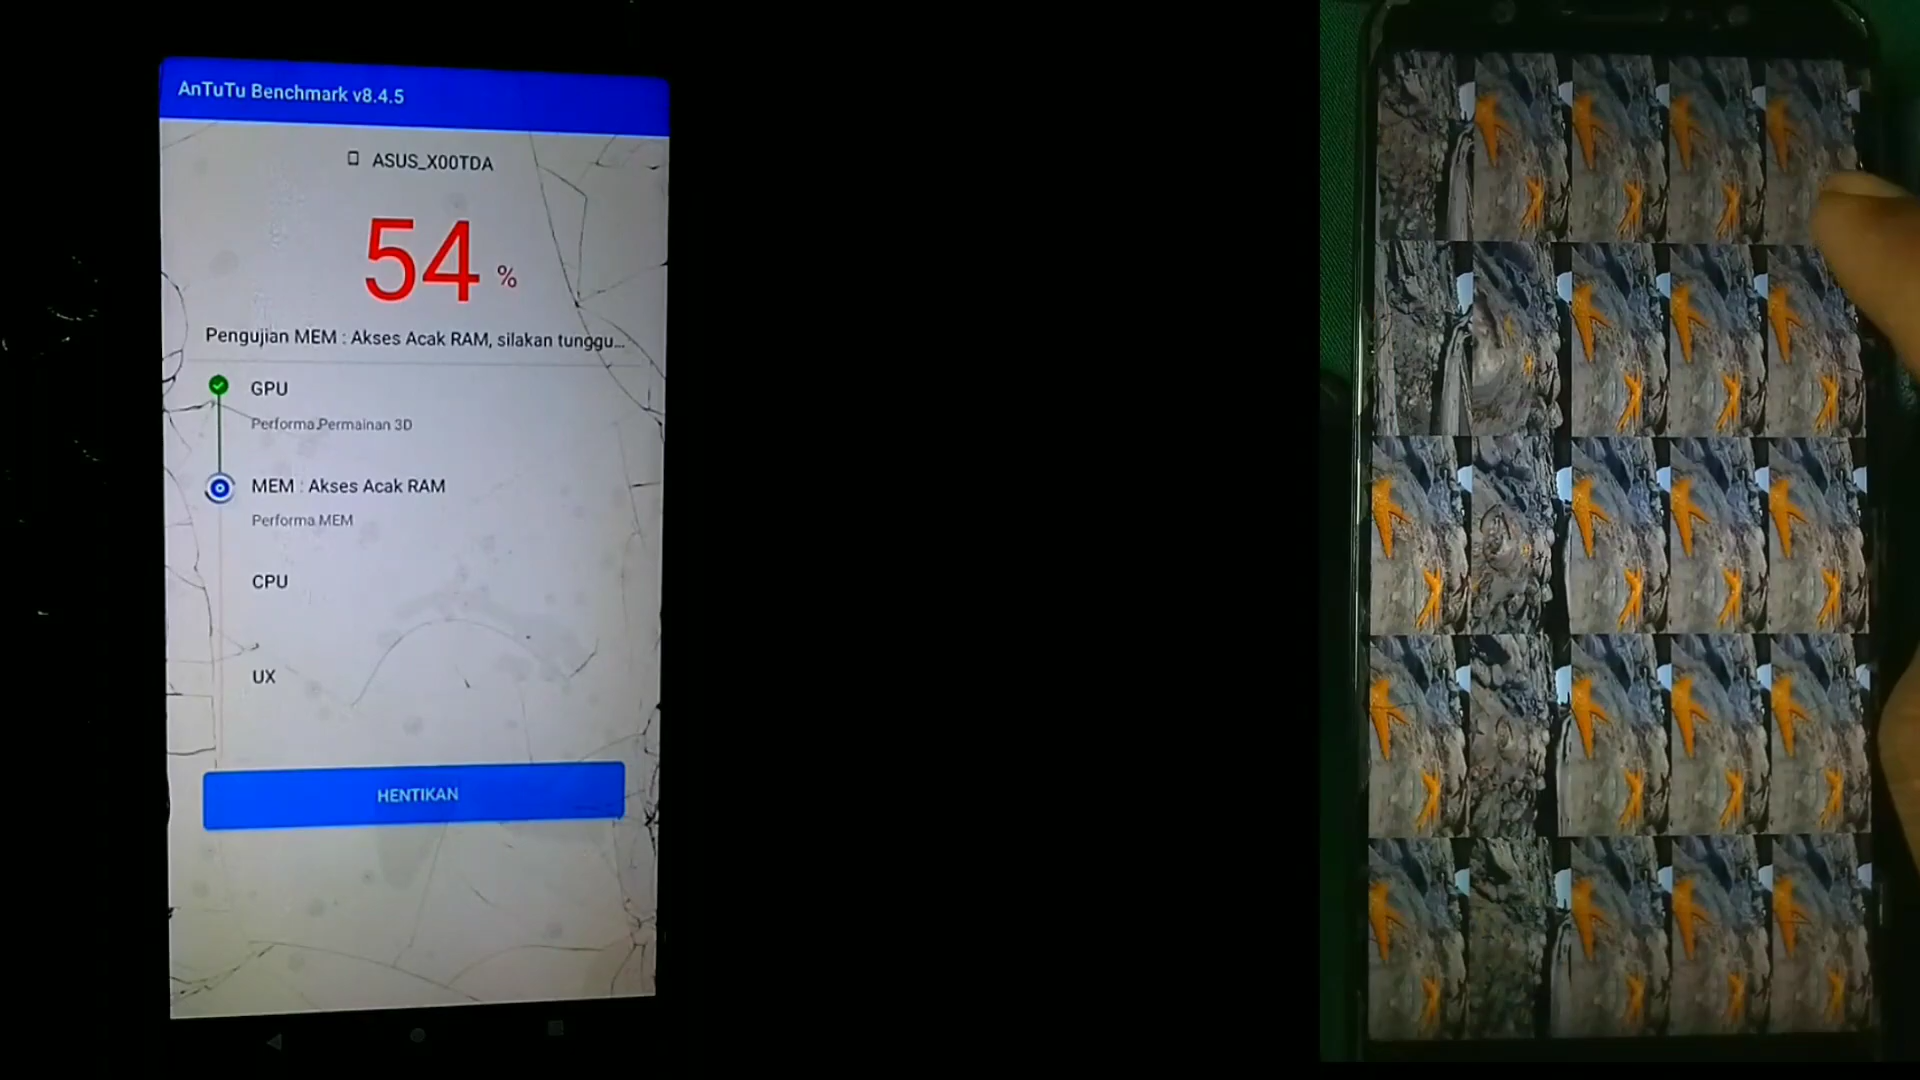 AnTuTu Benchmark v8.4.5
ASUS_X00TDA
54 %
Pengujian MEM : Akses Acak RAM, silakan tunggu...
GPU
Performa Permainan 3D
MEM : Akses Acak RAM
Performa MEM
CPU
UX
HENTIKAN